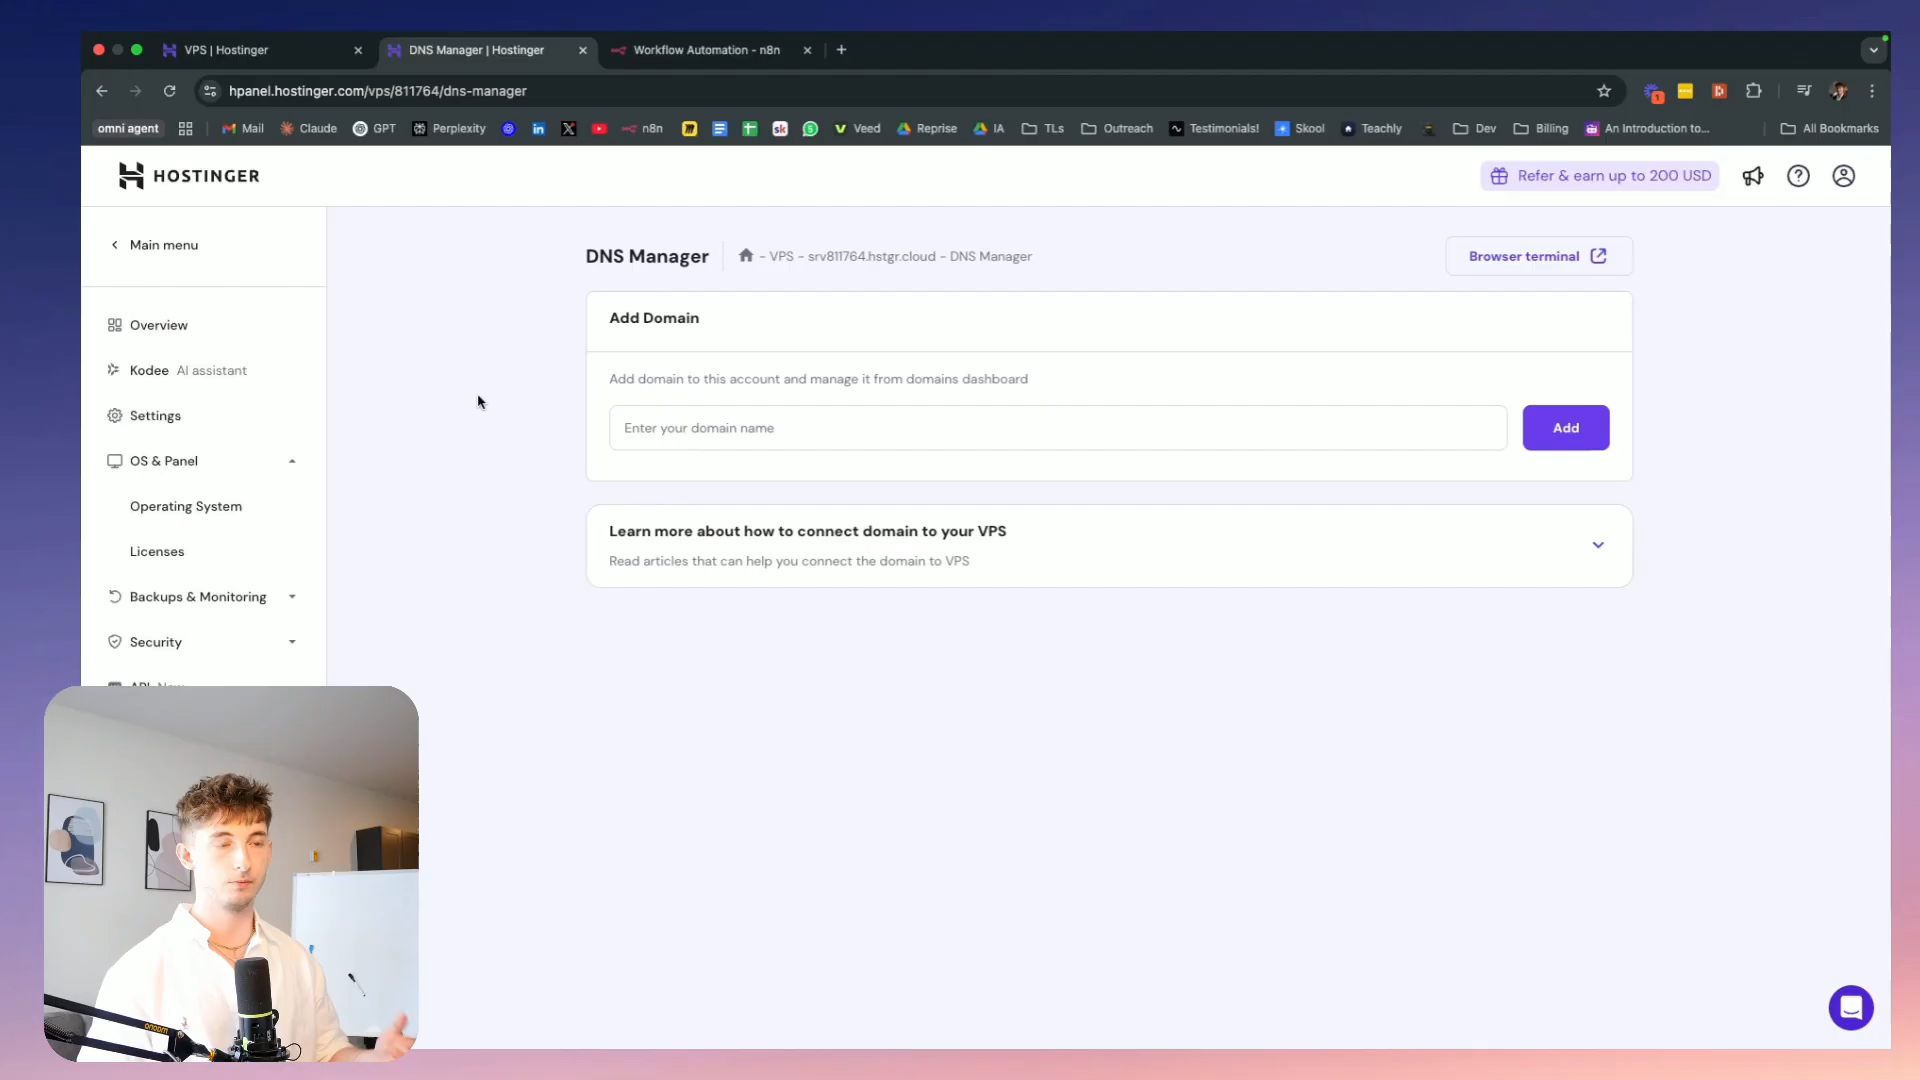 VPS | Hostinger
DNS Manager | Hostinger
Workflow Automation - n8n
hpanel.hostinger.com/vps/811764/dns-manager
1
omni agent
Mail
Claude
GPT
Perplexity
n8n
sk
Veed
Reprise
IA
TLs
Outreach
Testimonials!
Skool
Teachly
Dev
Billing
An Introduction to...
All Bookmarks
HOSTINGER
Refer & earn up to 200 USD
Main menu
DNS Manager
- VPS - srv811764.hstgr.cloud - DNS Manager
Browser terminal
Add Domain
Overview
Kodee AI assistant
Add domain to this account and manage it from domains dashboard
Settings
Enter your domain name
Add
OS & Panel
Operating System
Learn more about how to connect domain to your VPS
Licenses
Read articles that can help you connect the domain to VPS
Backups & Monitoring
Security